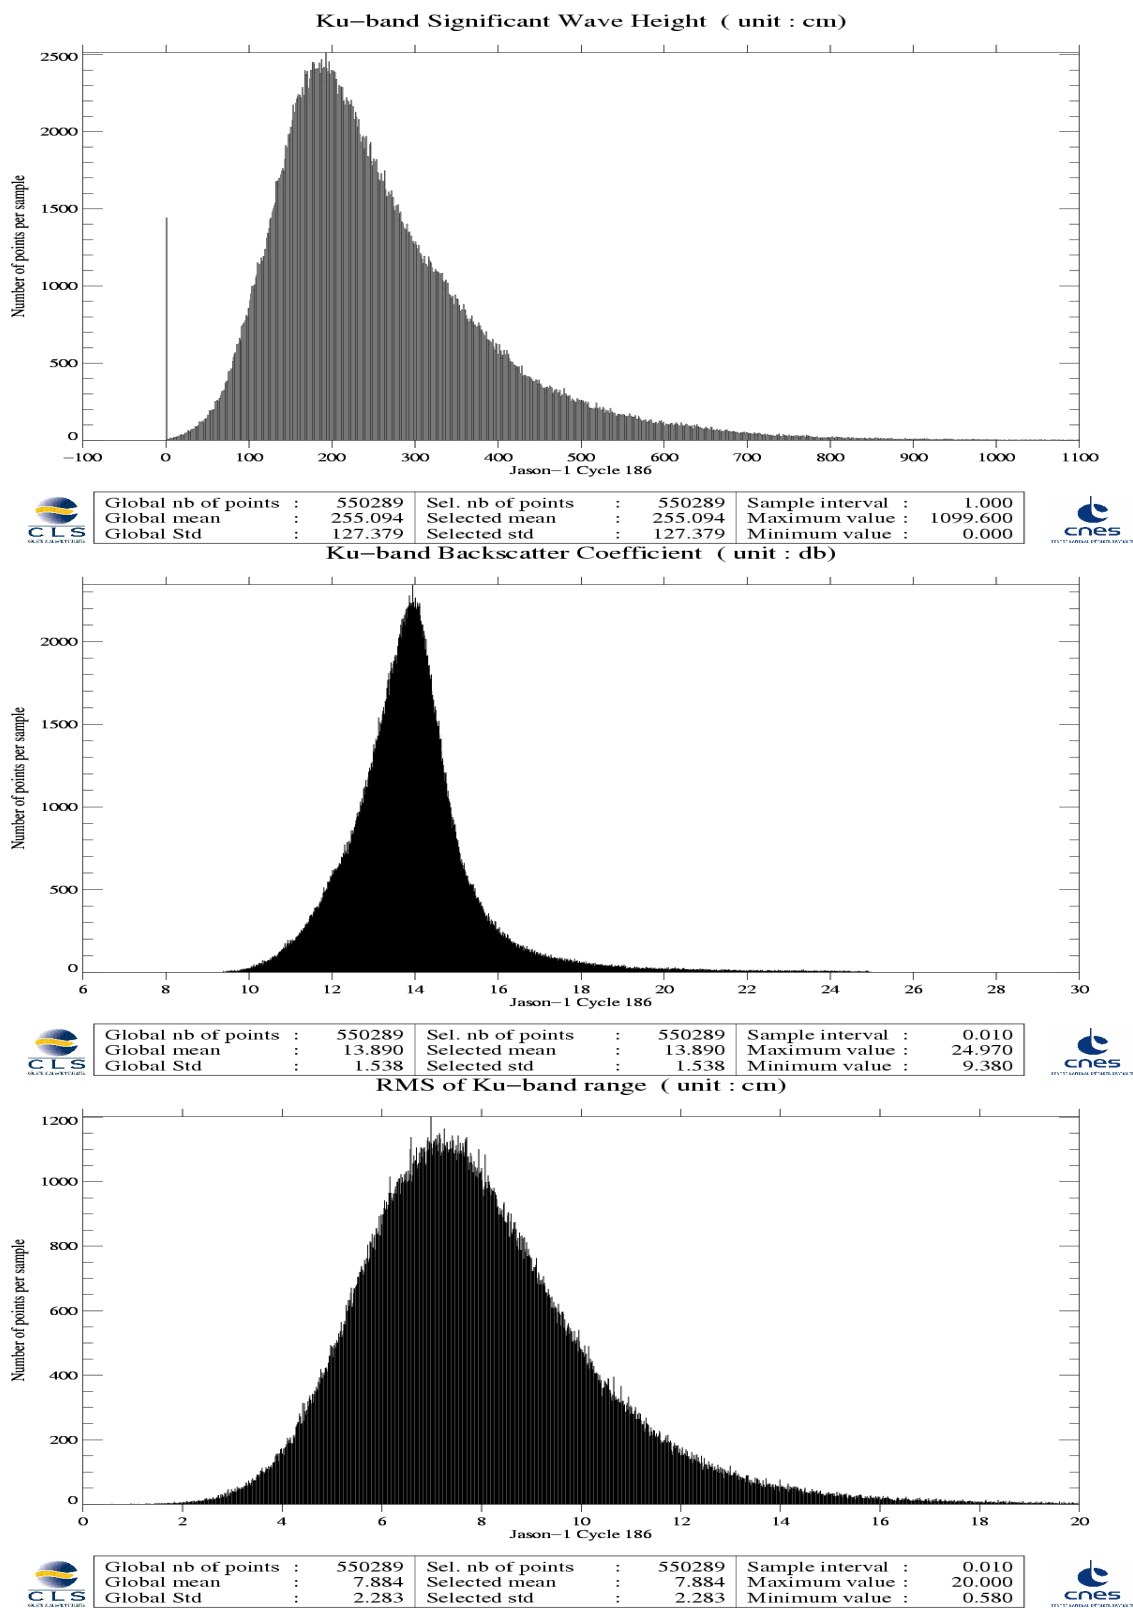 Ku-band Significant Wave Height ( unit : cm)
Number of points per sample
2500
2000
1500
1000
500
0
-100 0 100 200 300 400 500 600 700 800 900 1000 1100
Jason-1 Cycle 186
CLS
Global nb of points : 550289 Sel. nb of points : 550289 Sample interval : 1.000
Global mean : 255.094 Selected mean : 255.094 Maximum value : 1099.600
Global Std : 127.379 Selected std : 127.379 Minimum value : 0.000
cnes
Ku-band Backscatter Coefficient ( unit : db)
Number of points per sample
2000
1500
1000
500
0
6 8 10 12 14 16 18 20 22 24 26 28 30
Jason-1 Cycle 186
CLS
Global nb of points : 550289 Sel. nb of points : 550289 Sample interval : 0.010
Global mean : 13.890 Selected mean : 13.890 Maximum value : 24.970
Global Std : 1.538 Selected std : 1.538 Minimum value : 9.380
cnes
RMS of Ku-band range ( unit : cm)
Number of points per sample
1200
1000
800
600
400
200
0
0 2 4 6 8 10 12 14 16 18 20
Jason-1 Cycle 186
CLS
Global nb of points : 550289 Sel. nb of points : 550289 Sample interval : 0.010
Global mean : 7.884 Selected mean : 7.884 Maximum value : 20.000
Global Std : 2.283 Selected std : 2.283 Minimum value : 0.580
cnes